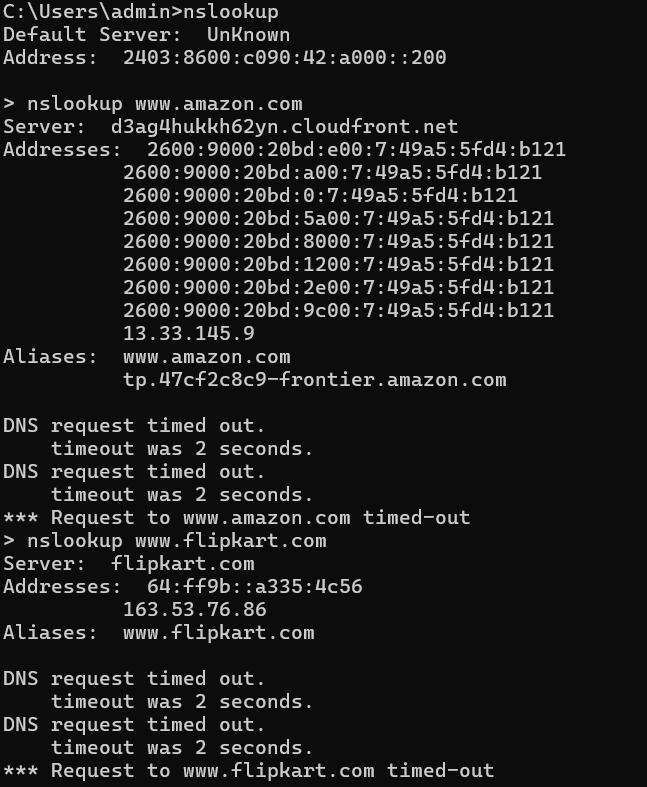 C:\Users\admin>nslookup
Default Server:  UnKnown
Address:  2403:8600:c090:42:a000::200

> nslookup www.amazon.com
Server:  d3ag4hukkh62yn.cloudfront.net
Addresses:  2600:9000:20bd:e00:7:49a5:5fd4:b121
          2600:9000:20bd:a00:7:49a5:5fd4:b121
          2600:9000:20bd:0:7:49a5:5fd4:b121
          2600:9000:20bd:5a00:7:49a5:5fd4:b121
          2600:9000:20bd:8000:7:49a5:5fd4:b121
          2600:9000:20bd:1200:7:49a5:5fd4:b121
          2600:9000:20bd:2e00:7:49a5:5fd4:b121
          2600:9000:20bd:9c00:7:49a5:5fd4:b121
          13.33.145.9
Aliases:  www.amazon.com
          tp.47cf2c8c9-frontier.amazon.com

DNS request timed out.
    timeout was 2 seconds.
DNS request timed out.
    timeout was 2 seconds.
*** Request to www.amazon.com timed-out
> nslookup www.flipkart.com
Server:  flipkart.com
Addresses:  64:ff9b::a335:4c56
          163.53.76.86
Aliases:  www.flipkart.com

DNS request timed out.
    timeout was 2 seconds.
DNS request timed out.
    timeout was 2 seconds.
*** Request to www.flipkart.com timed-out